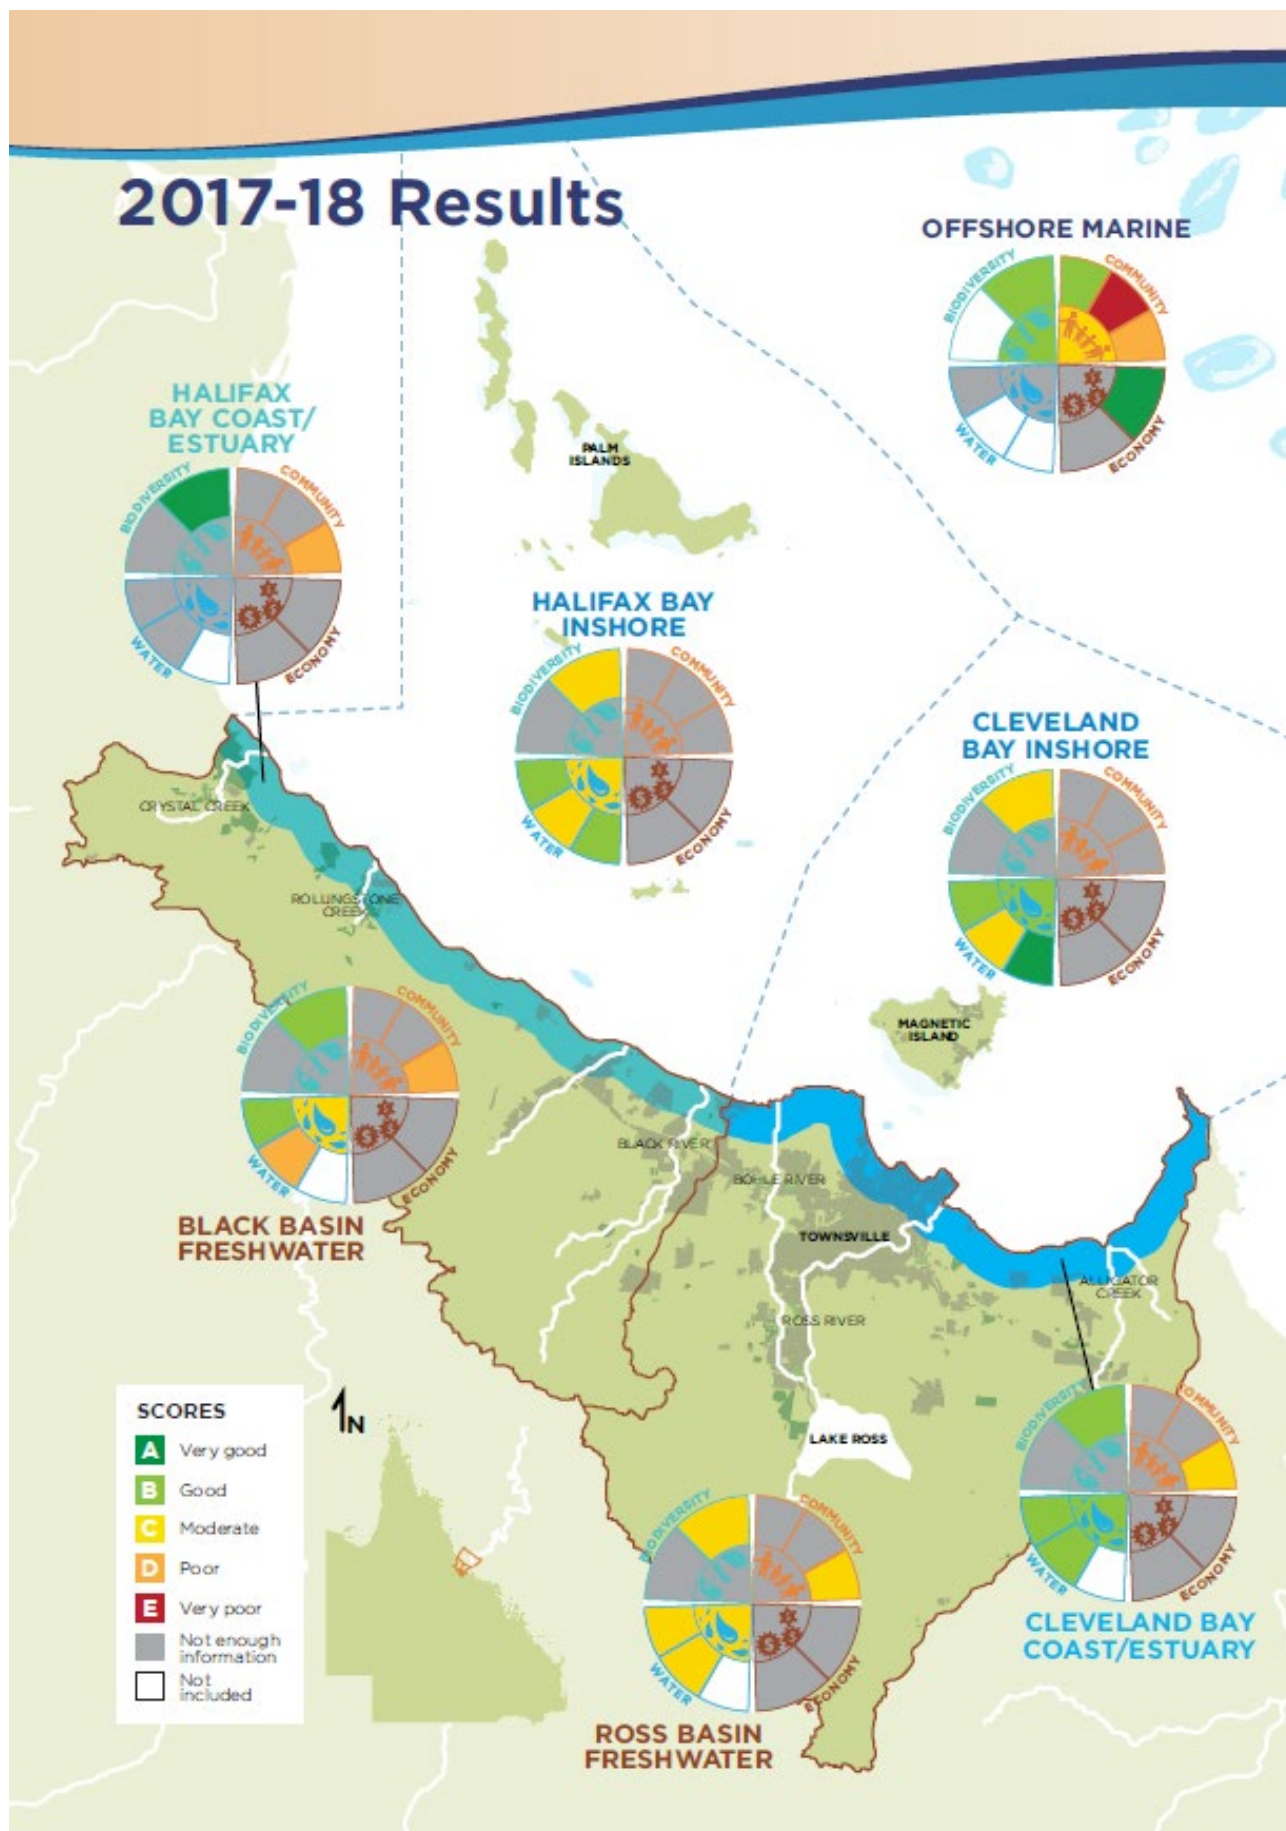 2017-18 Results
OFFSHORE MARINE
BIODIVERSITY
COMMUNITY
WATER
ECONOMY
HALIFAX
BAY COAST/
ESTUARY
BIODIVERSITY
COMMUNITY
WATER
ECONOMY
PALM
ISLANDS
HALIFAX BAY
INSHORE
BIODIVERSITY
COMMUNITY
WATER
ECONOMY
CLEVELAND
BAY INSHORE
BIODIVERSITY
COMMUNITY
WATER
ECONOMY
CRYSTAL CREEK
ROLLINGSTONE
CREEK
MAGNETIC
ISLAND
BIODIVERSITY
COMMUNITY
WATER
ECONOMY
BLACK BASIN
FRESHWATER
BLACK RIVER
BOHLE RIVER
TOWNSVILLE
ALLIGATOR
CREEK
ROSS RIVER
LAKE ROSS
N
SCORES
A Very good
B Good
C Moderate
D Poor
E Very poor
Not enough
information
Not
included
BIODIVERSITY
COMMUNITY
WATER
ECONOMY
CLEVELAND BAY
COAST/ESTUARY
BIODIVERSITY
COMMUNITY
WATER
ECONOMY
ROSS BASIN
FRESHWATER